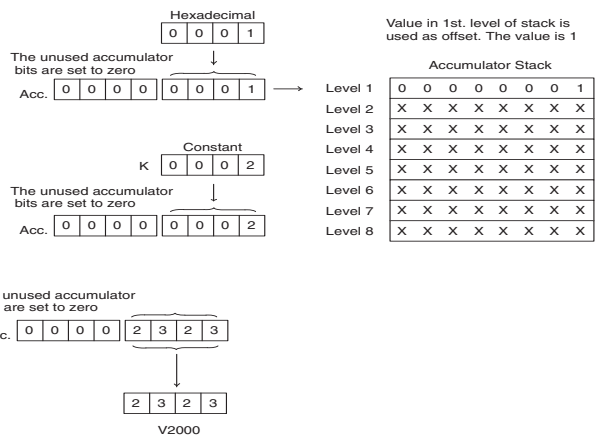 Hexadecimal
0 0 0 1
The unused accumulator
bits are set to zero
Acc. 0 0 0 0 0 0 0 1
Constant
K 0 0 0 2
The unused accumulator
bits are set to zero
Acc. 0 0 0 0 0 0 0 2
Value in 1st. level of stack is
used as offset. The value is 1
Accumulator Stack
Level 1 0 0 0 0 0 0 0 1
Level 2 X X X X X X X X
Level 3 X X X X X X X X
Level 4 X X X X X X X X
Level 5 X X X X X X X X
Level 6 X X X X X X X X
Level 7 X X X X X X X X
Level 8 X X X X X X X X
unused accumulator
are set to zero
c. 0 0 0 0 2 3 2 3
2 3 2 3
V2000